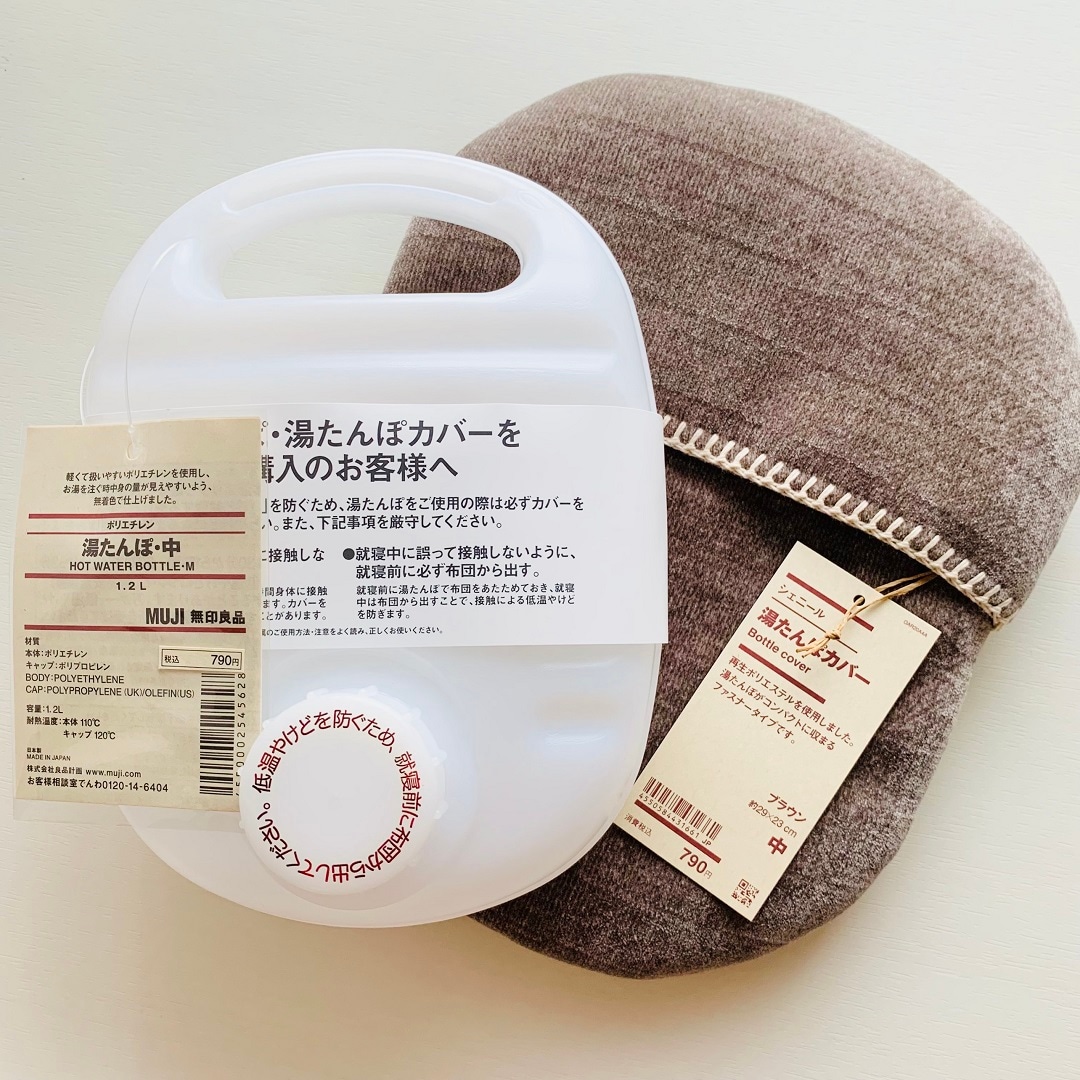 軽くて扱いやすいポリエチレンを使用し、
お湯を注ぐ時中身の量が見えやすいよう、
無着色で仕上げました。
ポリエチレン
湯たんぽ・中
HOT WATER BOTTLE・M
1.2 L
MUJI 無印良品
材質
本体：ポリエチレン
キャップ：ポリプロピレン
BODY：POLYETHYLENE
CAP：POLYPROPYLENE (UK)/OLEFIN(US)
税込 790円
容量：1.2L
耐熱温度：本体 110℃
キャップ 120℃
日本製
MADE IN JAPAN
株式会社良品計画 www.muji.com
お客様相談室でんわ0120-14-6404
・湯たんぽカバーを
購入のお客様へ
を防ぐため、湯たんぽをご使用の際は必ずカバーを
い。また、下記事項を厳守してください。
に接触しな
間身体に接触
ます。カバーを
ことがあります。
●就寝中に誤って接触しないように、
就寝前に必ず布団から出す。
就寝前に湯たんぽで布団をあたためておき、就寝
中は布団から出すことで、接触による低温やけど
を防ぎます。
のご使用方法・注意をよく読み、正しくお使いください。
低温やけどを防ぐため、就寝前に布団から出してください。
シェニール
湯たんぽカバー
Bottle cover
再生ポリエステルを使用しました。
湯たんぽがコンパクトに収まる
ファスナータイプです。
ブラウン
約29×23cm
中
4550584431661 JP
消費税込
790円